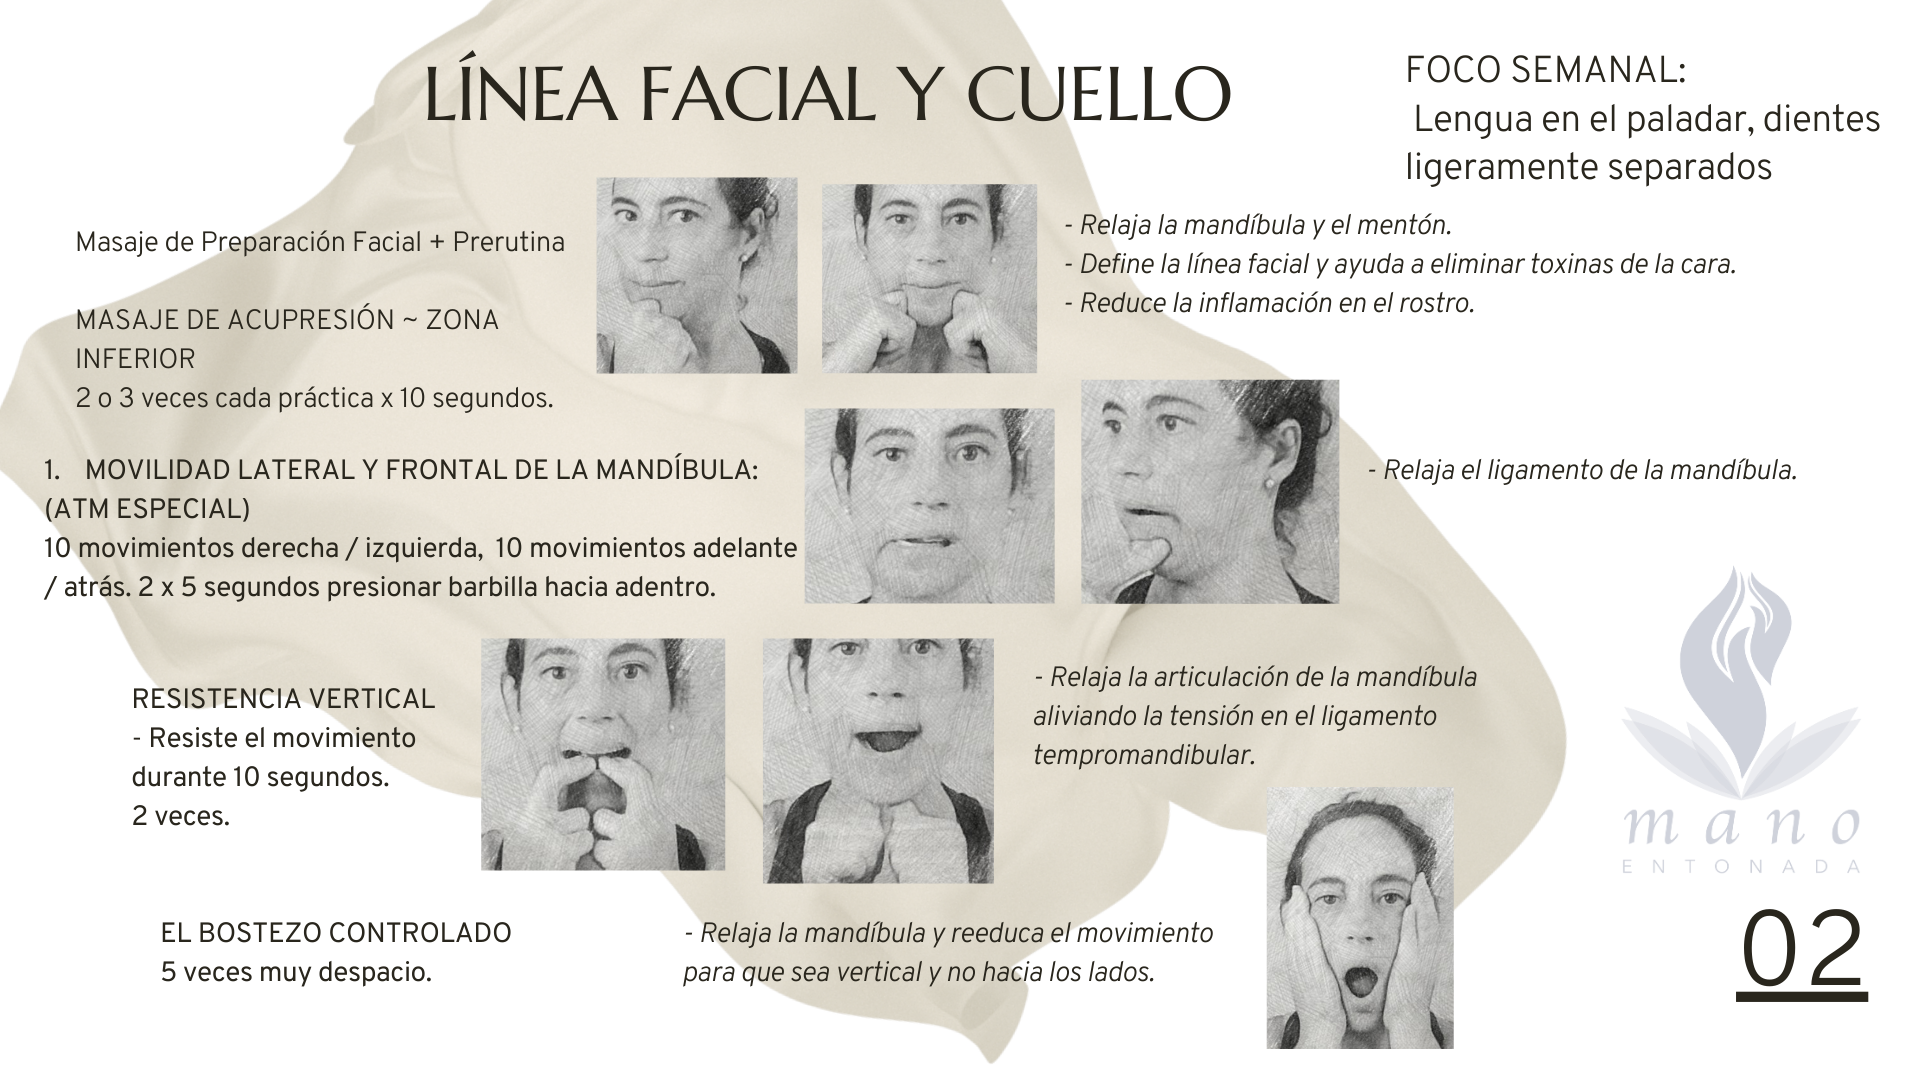 LÍNEA FACIAL Y CUELLO
FOCO SEMANAL:
Lengua en el paladar, dientes
ligeramente separados
Masaje de Preparación Facial + Prerutina
MASAJE DE ACUPRESIÓN ~ ZONA
INFERIOR
2 o 3 veces cada práctica x 10 segundos.
- Relaja la mandíbula y el mentón.
- Define la línea facial y ayuda a eliminar toxinas de la cara.
- Reduce la inflamación en el rostro.
1. MOVILIDAD LATERAL Y FRONTAL DE LA MANDÍBULA:
(ATM ESPECIAL)
10 movimientos derecha / izquierda, 10 movimientos adelante
/ atrás. 2 x 5 segundos presionar barbilla hacia adentro.
- Relaja el ligamento de la mandíbula.
RESISTENCIA VERTICAL
- Resiste el movimiento
durante 10 segundos.
2 veces.
- Relaja la articulación de la mandíbula
aliviando la tensión en el ligamento
tempromandibular.
EL BOSTEZO CONTROLADO
5 veces muy despacio.
- Relaja la mandíbula y reeduca el movimiento
para que sea vertical y no hacia los lados.
mano
ENTONADA
02